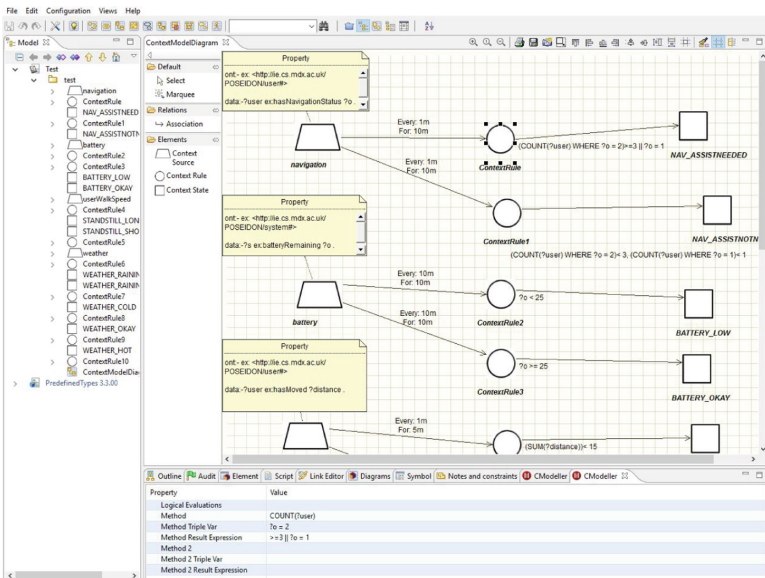 File Edit Configuration Views Help
Model
Test
test
navigation
ContextRule
NAV_ASSISTNEED
ContextRule1
NAV_ASSISTNOTN
battery
ContextRule2
ContextRule3
BATTERY_LOW
BATTERY_OKAY
userWalkSpeed
ContextRule4
STANDSTILL_LON
STANDSTILL_SHO
ContextRule5
weather
ContextRule6
WEATHER_RAININ
WEATHER_RAININ
ContextRule7
WEATHER_COLD
ContextRule8
WEATHER_OKAY
ContextRule9
WEATHER_HOT
ContextRule10
ContextModelDia
PredefinedTypes 3.3.00
ContextModelDiagram
Default
Select
Marquee
Relations
Association
Elements
Context
Source
Context Rule
Context State
Property
ont- ex: <http://ie.cs.mdx.ac.uk/
POSEIDON/user#>
data:-?user ex:hasNavigationStatus ?o .
navigation
Every: 1m
For: 10m
ContextRule
(COUNT(?user) WHERE ?o = 2)>=3 || ?o = 1
NAV_ASSISTNEEDED
Every: 1m
For: 10m
ContextRule1
(COUNT(?user) WHERE ?o = 2)< 3, (COUNT(?user) WHERE ?o = 1)< 1
NAV_ASSISTNOTN
Property
ont- ex: <http://ie.cs.mdx.ac.uk/
POSEIDON/system#>
data:-?s ex:batteryRemaining ?o .
battery
Every: 10m
For: 10m
ContextRule2
?o < 25
BATTERY_LOW
Every: 10m
For: 10m
ContextRule3
?o >= 25
BATTERY_OKAY
Property
ont- ex: <http://ie.cs.mdx.ac.uk/
POSEIDON/user#>
data:-?user ex:hasMoved ?distance .
Every: 1m
For: 5m
(SUM(?distance))< 15
Outline Audit Element Script Link Editor Diagrams Symbol Notes and constraints CModeller CModeller
Property Value
Logical Evaluations
Method COUNT(?user)
Method Triple Var ?o = 2
Method Result Expression >=3 || ?o = 1
Method 2
Method 2 Triple Var
Method 2 Result Expression